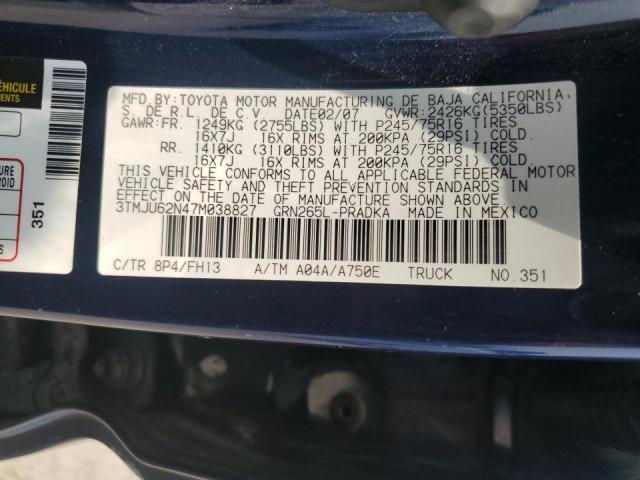 ÉHICULE
ENTS
351
MFD. BY:TOYOTA MOTOR MANUFACTURING DE BAJA CALIFORNIA,
S. DE R.L. DE C.V. DATE02/07 GVWR:2426KG(5350LBS)
GAWR:FR. 1249KG (2755LBS) WITH P245/75R16 TIRES
16X7J 16X RIMS AT 200KPA (29PSI) COLD.
RR. 1410KG (3110LBS) WITH P245/75R16 TIRES
16X7J 16X RIMS AT 200KPA (29PSI) COLD.
THIS VEHICLE CONFORMS TO ALL APPLICABLE FEDERAL MOTOR
VEHICLE SAFETY AND THEFT PREVENTION STANDARDS
IN EFFECT ON THE DATE OF MANUFACTURE SHOWN ABOVE.
3TMJU62N47M038827 GRN265L-PRADKA MADE IN MEXICO
C/TR 8P4/FH13 A/TM A04A/A750E TRUCK NO.351